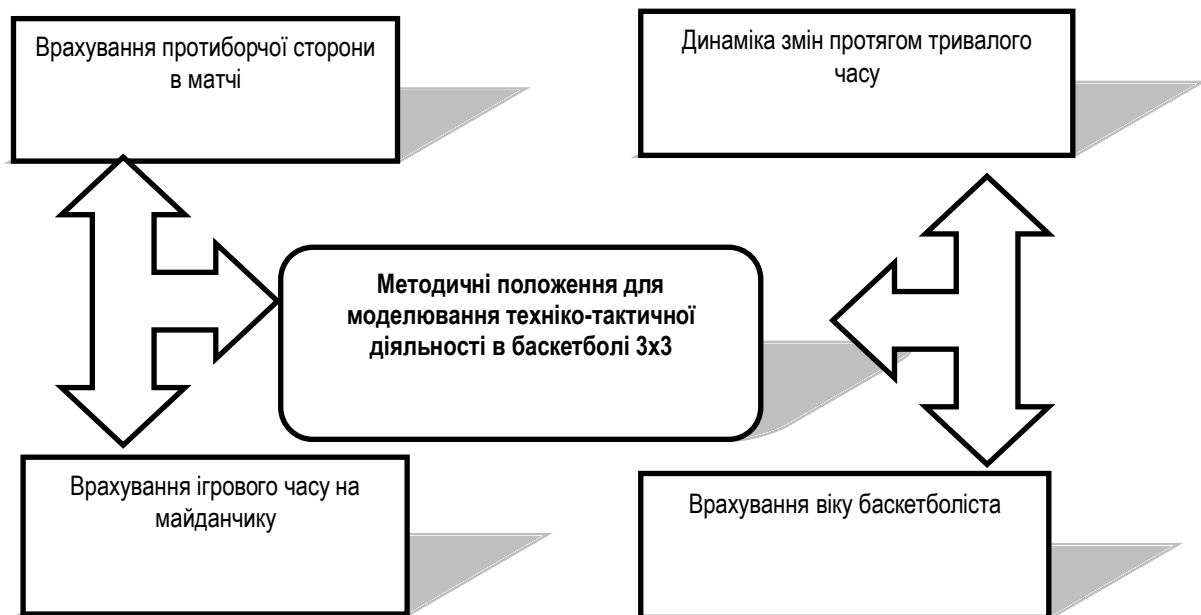 Врахування протиборчої сторони
в матчі
Динаміка змін протягом тривалого
часу
Методичні положення для
моделювання техніко-тактичної
діяльності в баскетболі 3х3
Врахування ігрового часу на
майданчику
Врахування віку баскетболіста